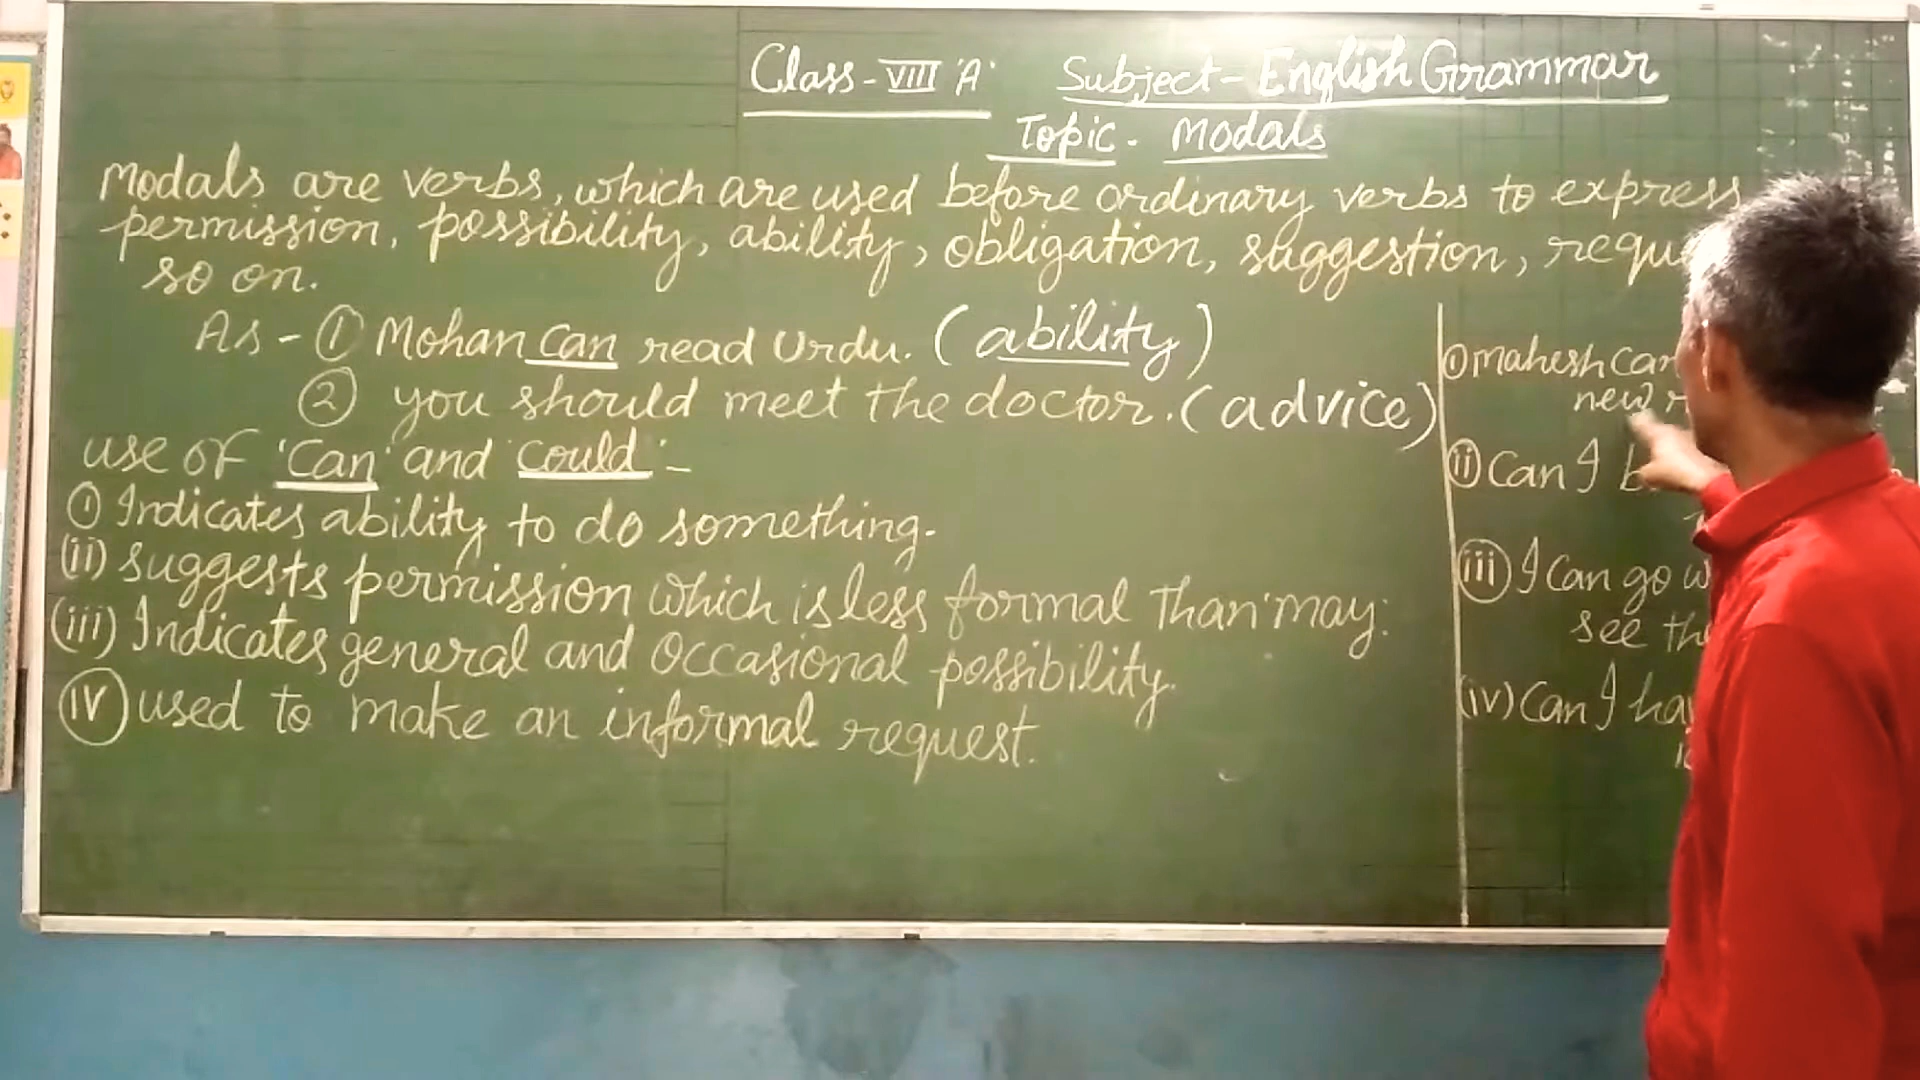 Class-VIII 'A' Subject-English Grammar
Topic- Modals
Modals are verbs, which are used before ordinary verbs to express
permission, possibility, ability, obligation, suggestion,
so on.
As - ① Mohan can read Urdu. (ability)
② you should meet the doctor. (advice)
use of 'Can' and 'Could' :-
① Indicates ability to do something.
(ii) suggests permission which is less formal than 'may'.
(iii) Indicates general and occasional possibility.
(iv) used to make an informal request.
① Mahesh can
new
(ii) Can I
(iii) I can go
see
(iv) Can I